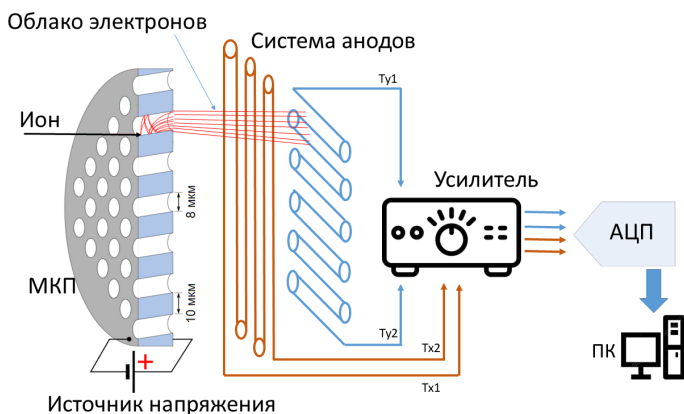 Облако электронов
Система анодов
Ty1
Ион
Усилитель
8 мкм
АЦП
МКП
10 мкм
Ty2
Tx2
ПК
+
Tx1
Источник напряжения